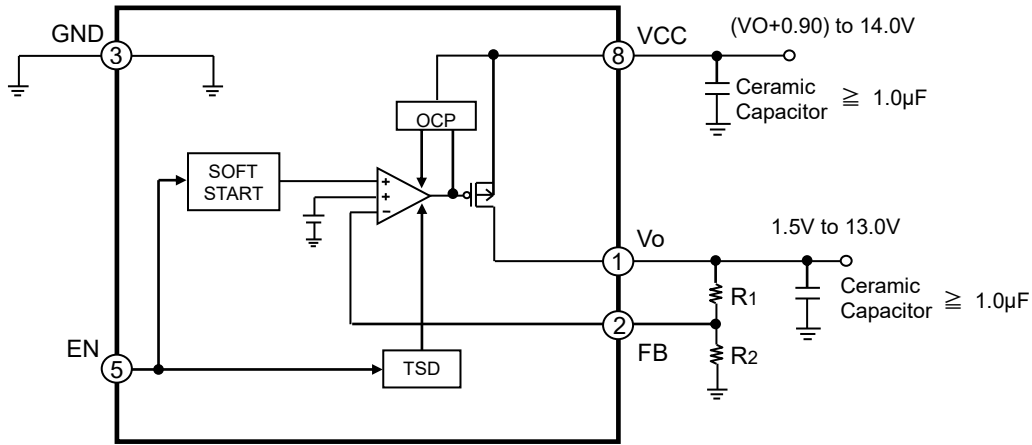 GND
3
8
VCC
(VO+0.90) to 14.0V
Ceramic
Capacitor ≧ 1.0µF
OCP
SOFT
START
+
+
−
Vo
1
1.5V to 13.0V
R1
Ceramic
Capacitor ≧ 1.0µF
2
FB
R2
EN
5
TSD